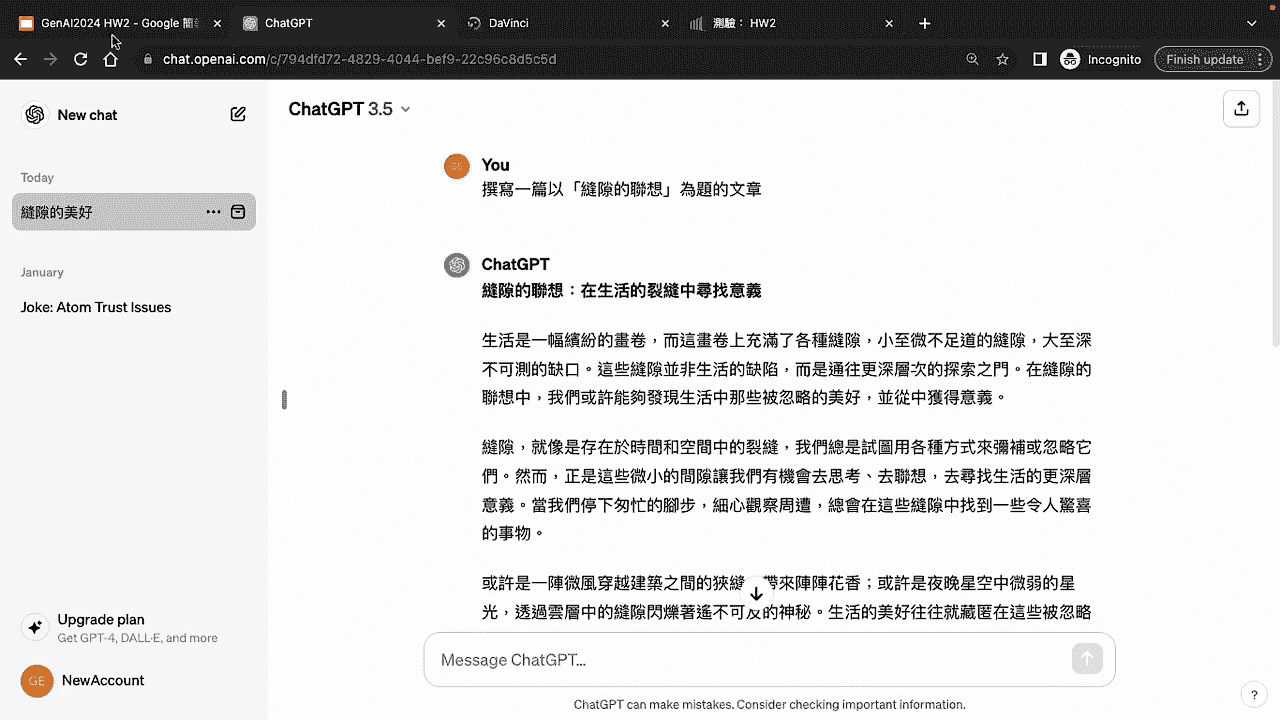 GenAI2024 HW2 - Google
ChatGPT
DaVinci
測驗： HW2
chat.openai.com/c/794dfd72-4829-4044-bef9-22c96c8d5c5d
Incognito
Finish update
New chat
ChatGPT 3.5
Today
縫隙的美好
January
Joke: Atom Trust Issues
GE
You
撰寫一篇以「縫隙的聯想」為題的文章
ChatGPT
縫隙的聯想：在生活的裂縫中尋找意義
生活是一幅繽紛的畫卷，而這畫卷上充滿了各種縫隙，小至微不足道的縫隙，大至深
不可測的缺口。這些縫隙並非生活的缺陷，而是通往更深層次的探索之門。在縫隙的
聯想中，我們或許能夠發現生活中那些被忽略的美好，並從中獲得意義。
縫隙，就像是存在於時間和空間中的裂縫，我們總是試圖用各種方式來彌補或忽略它
們。然而，正是這些微小的間隙讓我們有機會去思考、去聯想，去尋找生活的更深層
意義。當我們停下匆忙的腳步，細心觀察周遭，總會在這些縫隙中找到一些令人驚喜
的事物。
或許是一陣微風穿越建築之間的狹縫 帶來陣陣花香；或許是夜晚星空中微弱的星
光，透過雲層中的縫隙閃爍著遙不可及的神秘。生活的美好往往就藏匿在這些被忽略
Upgrade plan
Get GPT-4, DALL·E, and more
GE
NewAccount
Message ChatGPT...
ChatGPT can make mistakes. Consider checking important information.
?